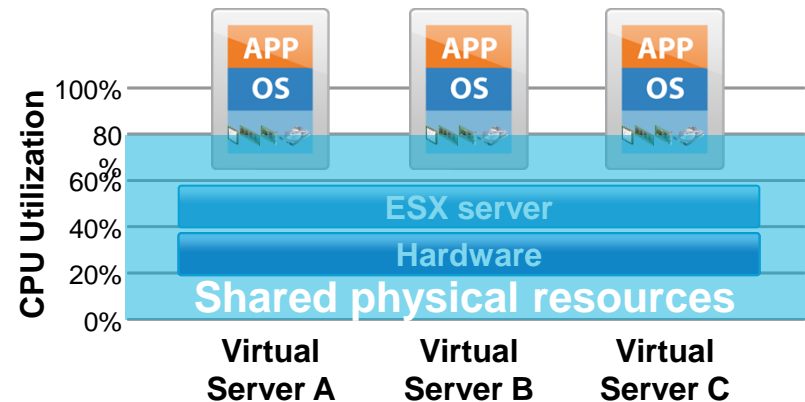 APP APP APP
OS OS OS
100%
80
%
60%
40%
20%
0%
CPU Utilization
ESX server
Hardware
Shared physical resources
Virtual Virtual Virtual
Server A Server B Server C